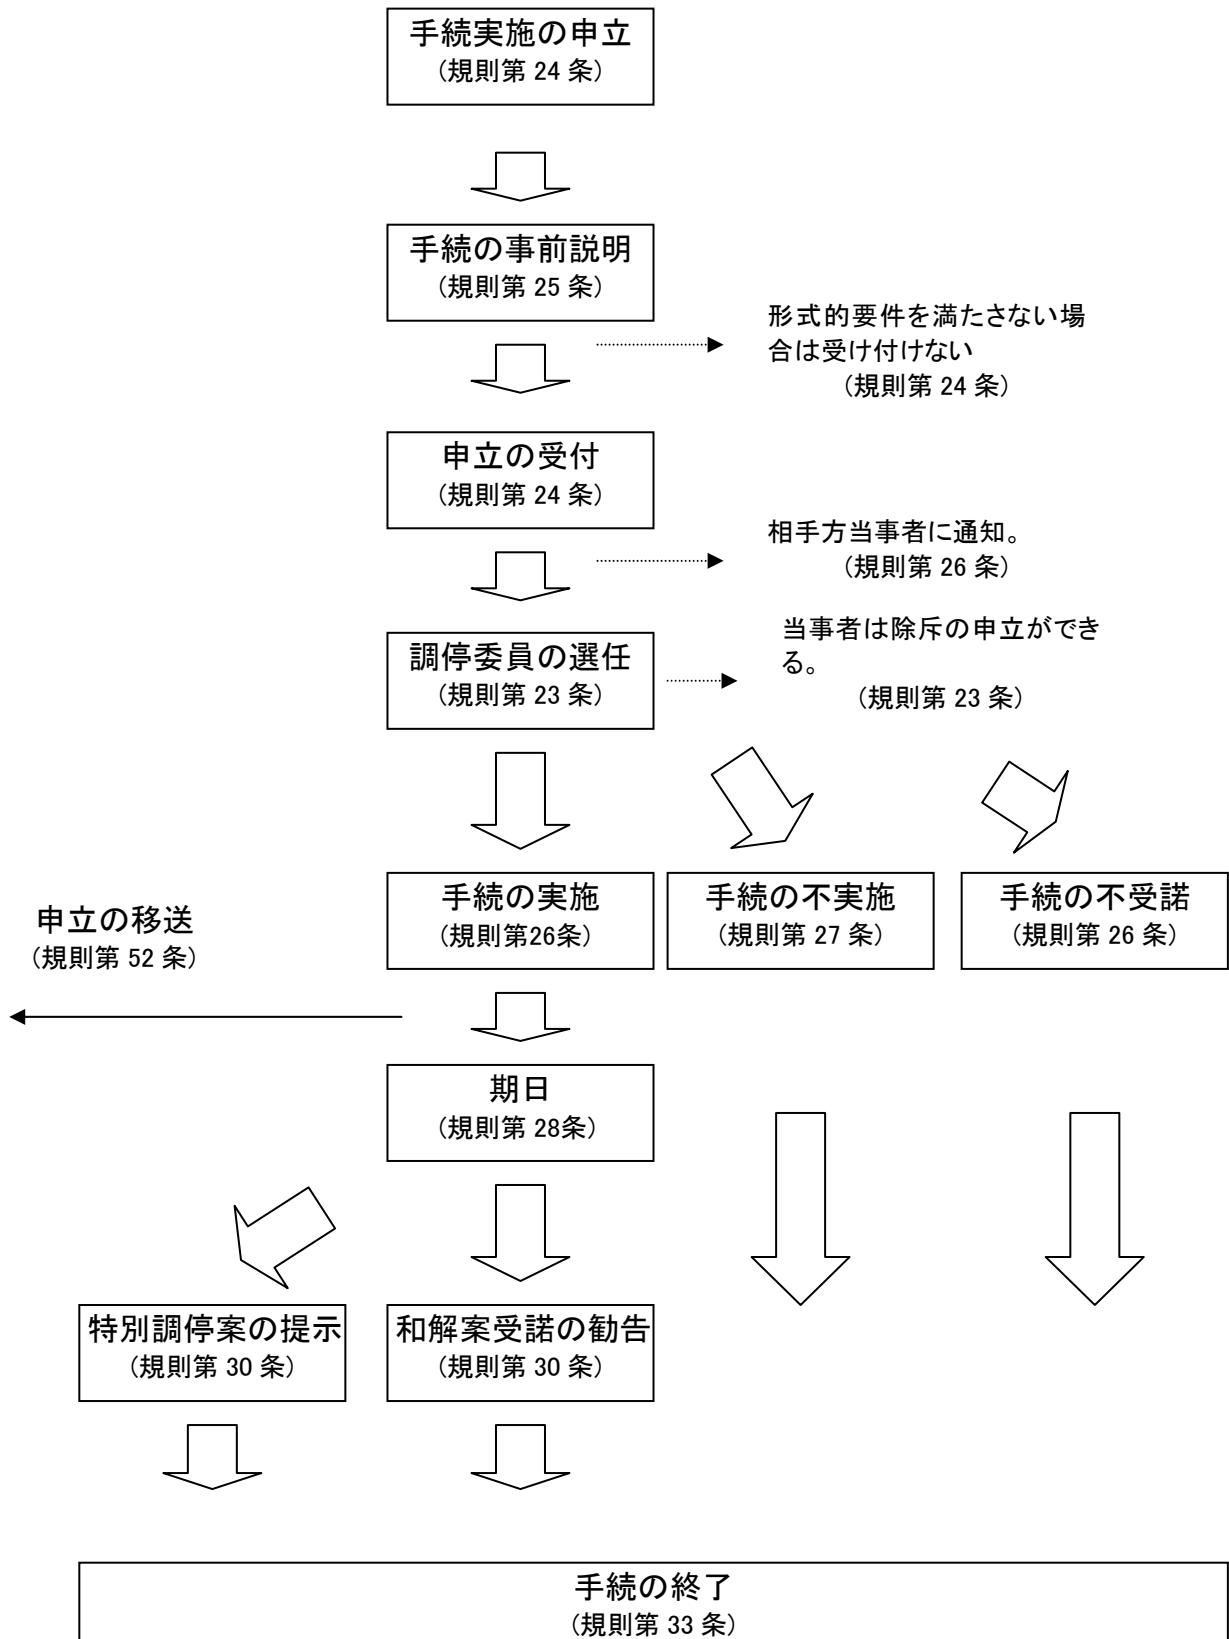 手続実施の申立
（規則第 24 条）
手続の事前説明
（規則第 25 条）
形式的要件を満たさない場
合は受け付けない
（規則第 24 条）
申立の受付
（規則第 24 条）
相手方当事者に通知。
（規則第 26 条）
当事者は除斥の申立ができ
る。
（規則第 23 条）
調停委員の選任
（規則第 23 条）
手続の実施
（規則第26条）
手続の不実施
（規則第 27 条）
手続の不受諾
（規則第 26 条）
申立の移送
（規則第 52 条）
期日
（規則第 28条）
特別調停案の提示
（規則第 30 条）
和解案受諾の勧告
（規則第 30 条）
手続の終了
（規則第 33 条）